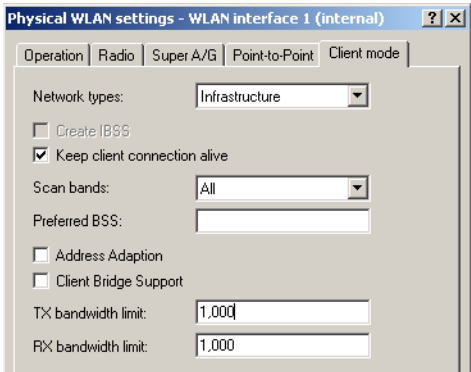 Physical WLAN settings - WLAN interface 1 (internal)
Operation Radio Super A/G Point-to-Point Client mode
Network types: Infrastructure
Create IBSS
Keep client connection alive
Scan bands: All
Preferred BSS:
Address Adaption
Client Bridge Support
TX bandwidth limit: 1,000
RX bandwidth limit: 1,000